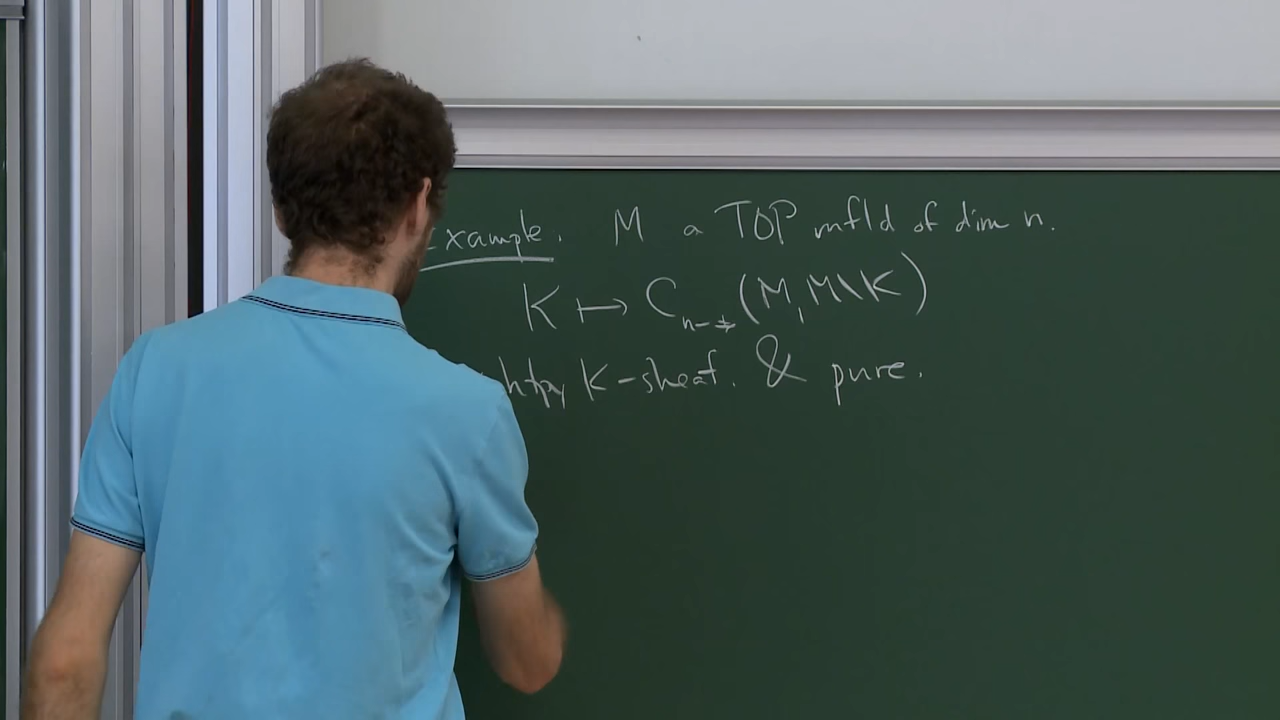 Example. M a TOP mfld of dim n.
K ↦ C_{n-*}(M, M\K)
htpy K-sheaf. & pure.